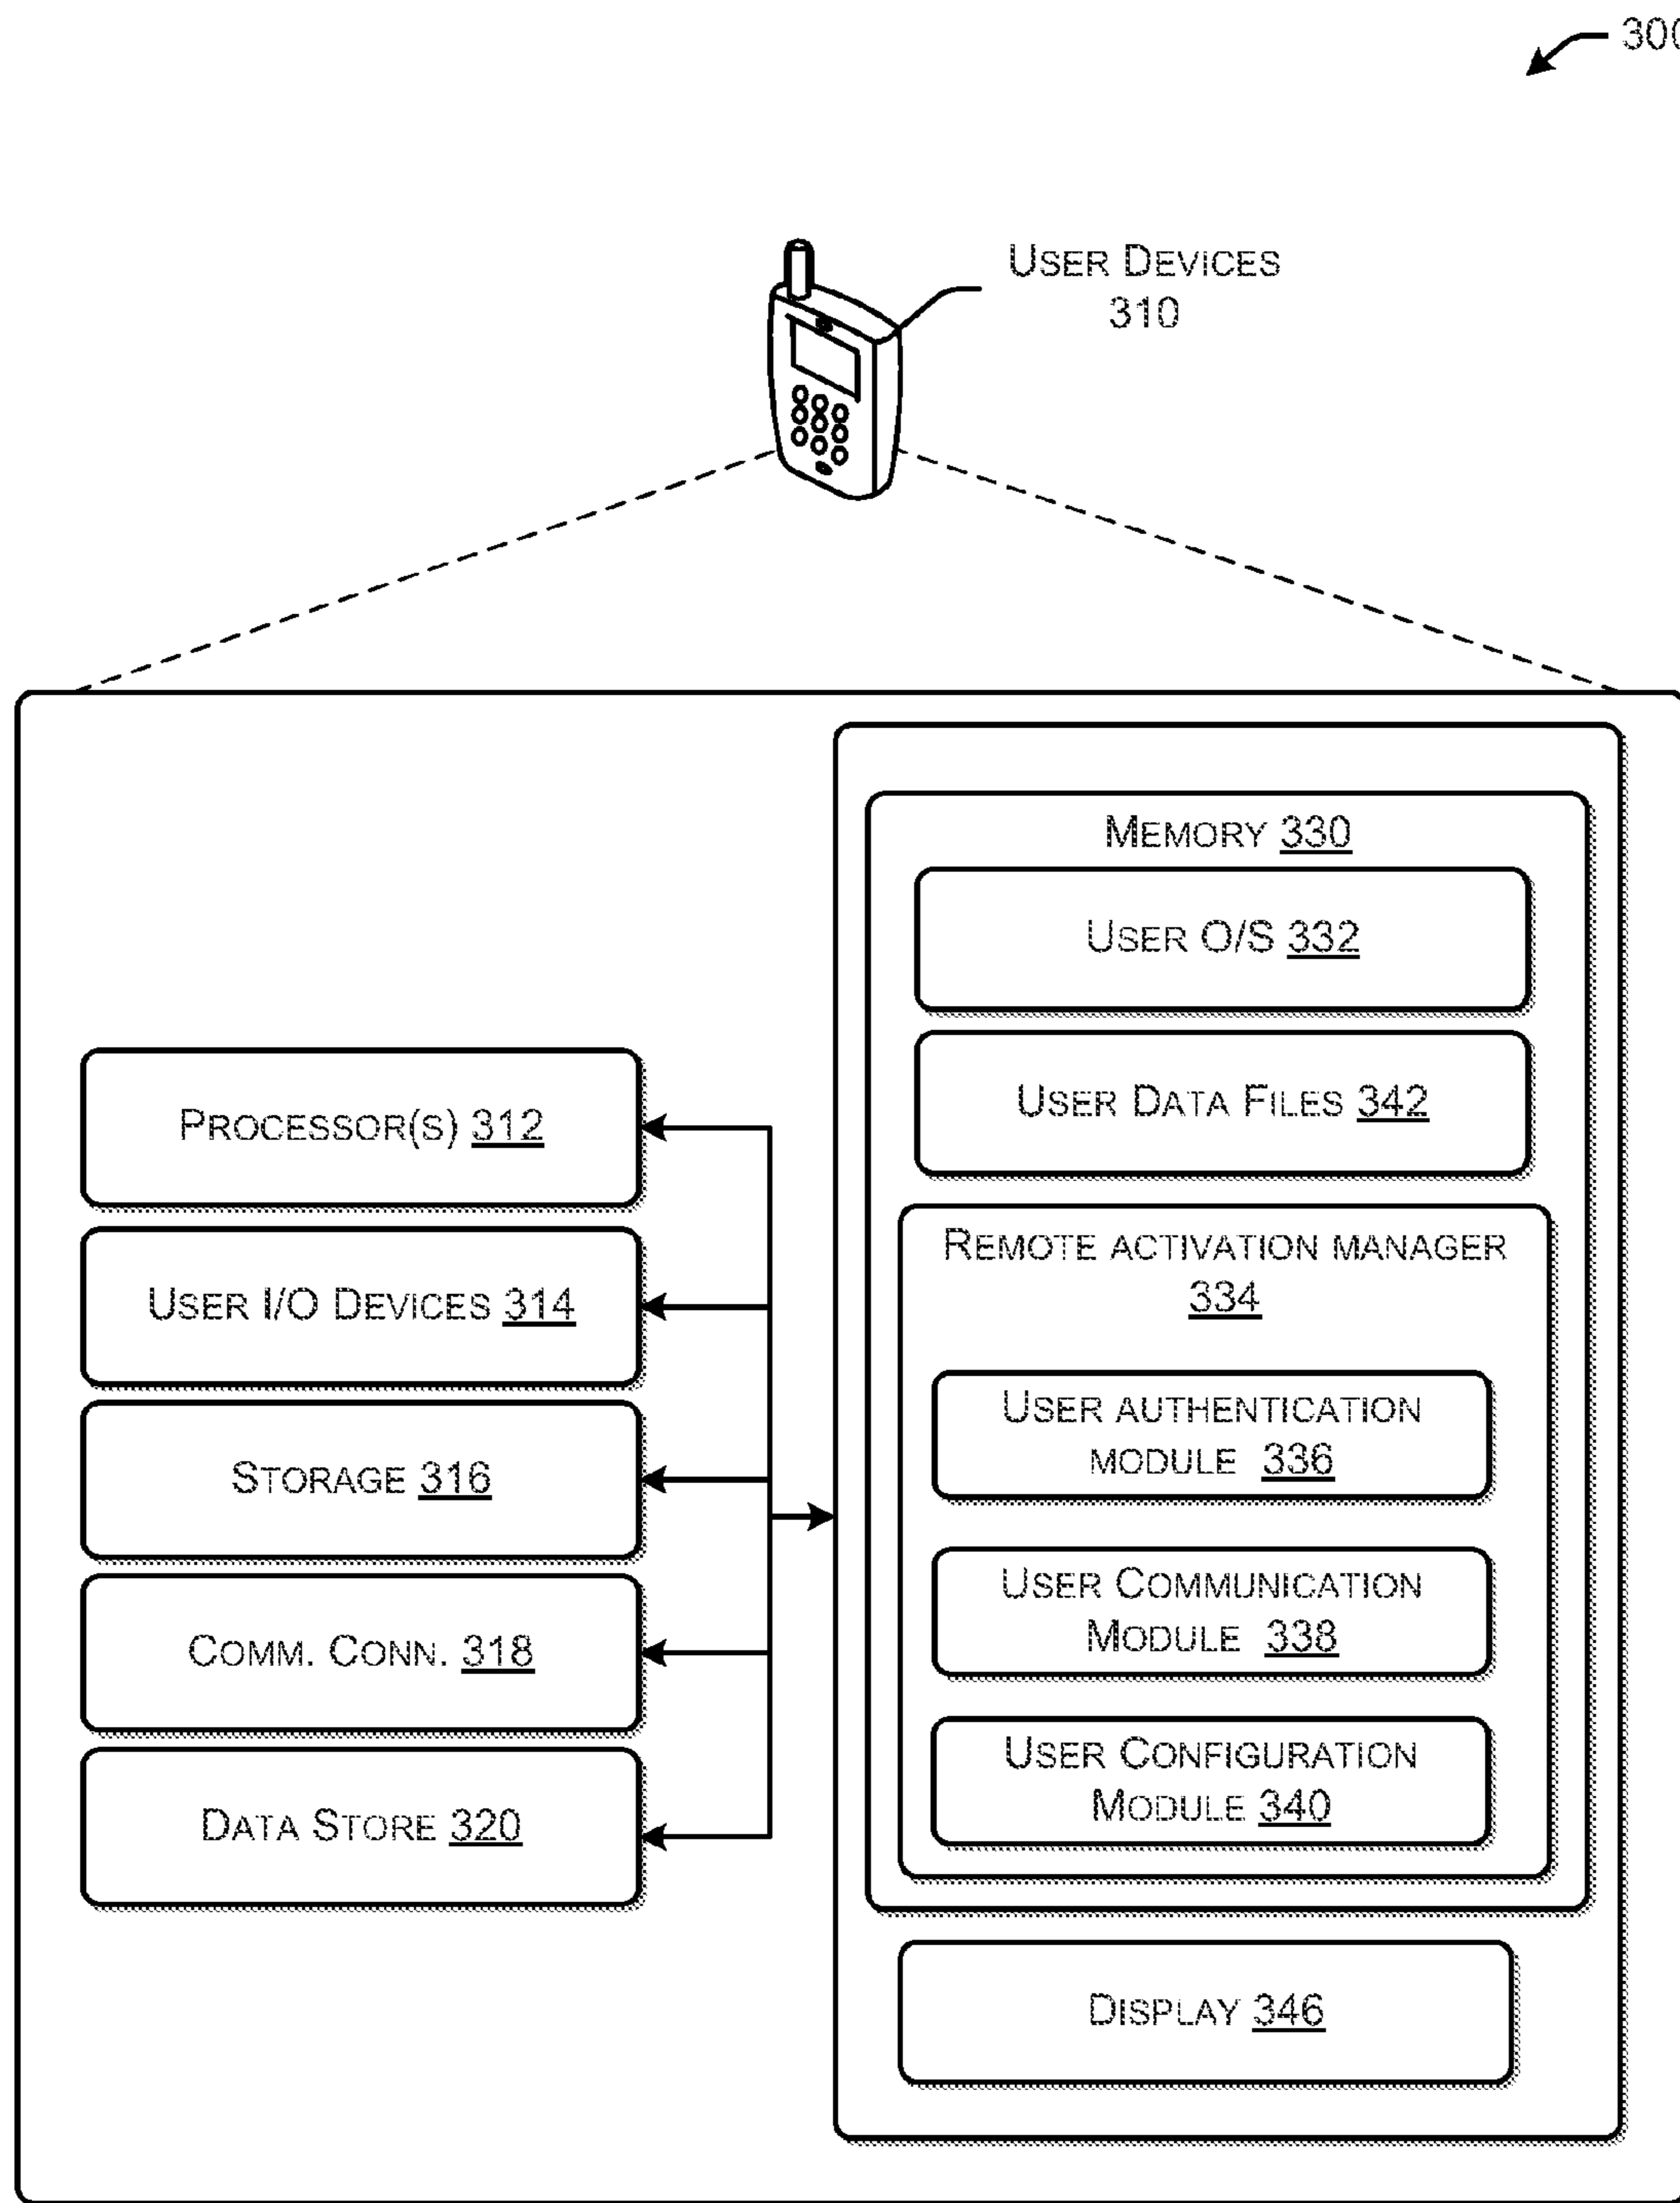 300
USER DEVICES
310
MEMORY 330
USER O/S 332
USER DATA FILES 342
REMOTE ACTIVATION MANAGER
334
USER AUTHENTICATION
MODULE 336
USER COMMUNICATION
MODULE 338
USER CONFIGURATION
MODULE 340
DISPLAY 346
PROCESSOR(S) 312
USER I/O DEVICES 314
STORAGE 316
COMM. CONN. 318
DATA STORE 320